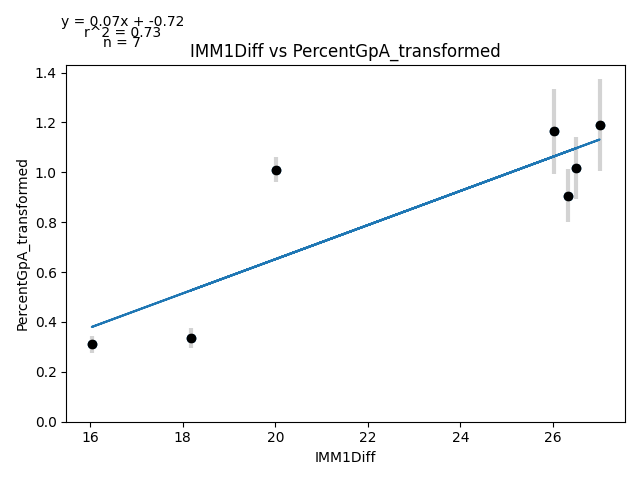 y = 0.07x + -0.72
r^2 = 0.73
n = 7
IMM1Diff vs PercentGpA_transformed
1.4
1.2
1.0
0.8
0.6
0.4
0.2
0.0
PercentGpA_transformed
16
18
20
22
24
26
IMM1Diff